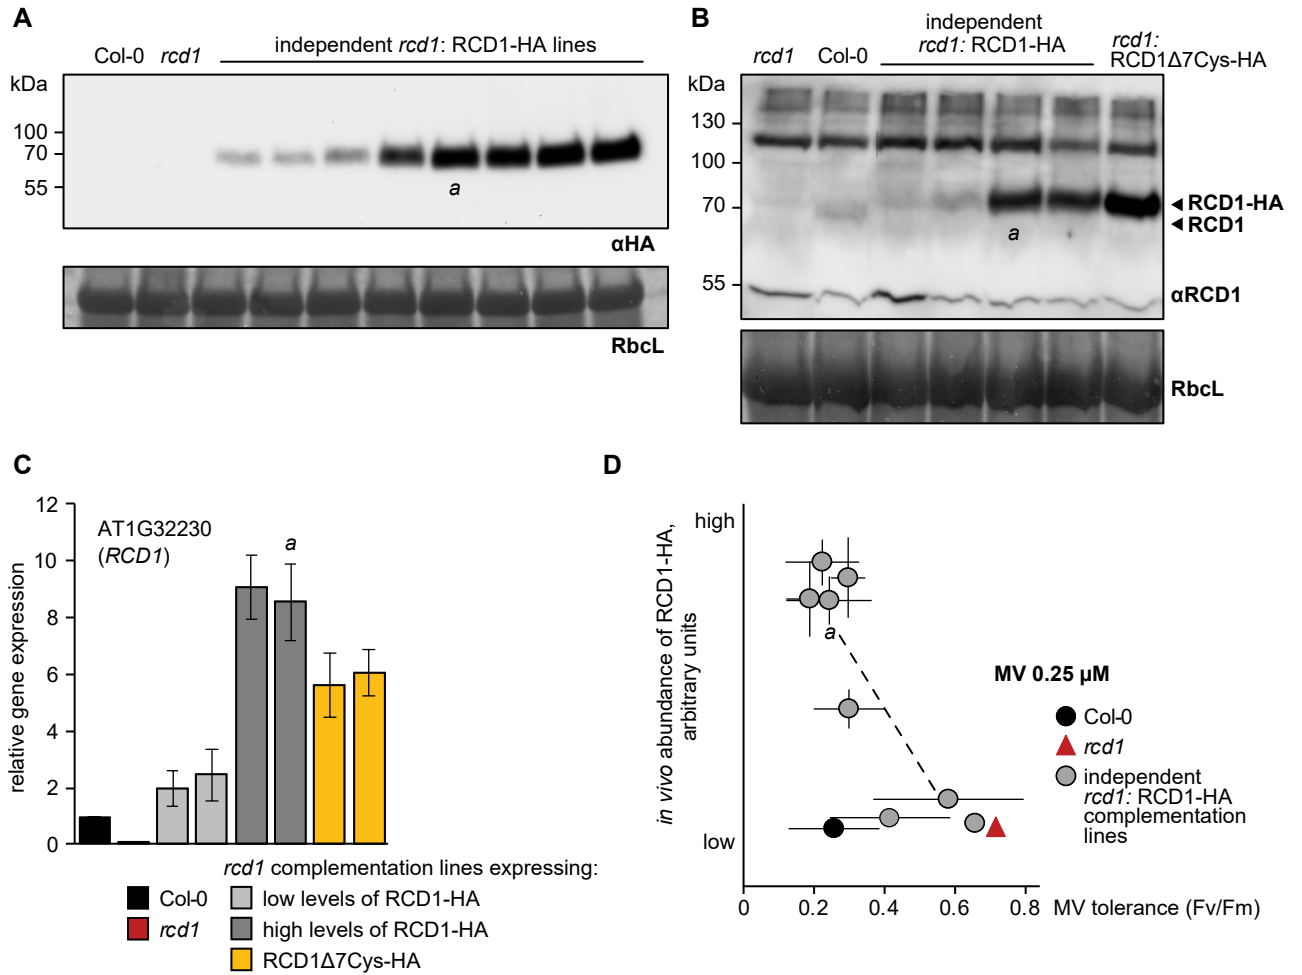 A
Col-0 rcd1 independent rcd1: RCD1-HA lines
kDa
100
70
55
a
αHA
RbcL
B
independent
rcd1 Col-0 rcd1: RCD1-HA rcd1:
RCD1Δ7Cys-HA
kDa
130
100
70
55
RCD1-HA
RCD1
a
αRCD1
RbcL
C
relative gene expression
12
10
8
6
4
2
0
AT1G32230
(RCD1)
a
rcd1 complementation lines expressing:
Col-0 low levels of RCD1-HA
rcd1 high levels of RCD1-HA
RCD1Δ7Cys-HA
D
in vivo abundance of RCD1-HA,
arbitrary units
high
low
a
MV 0.25 µM
Col-0
rcd1
independent
rcd1: RCD1-HA
complementation
lines
0 0.2 0.4 0.6 0.8 MV tolerance (Fv/Fm)